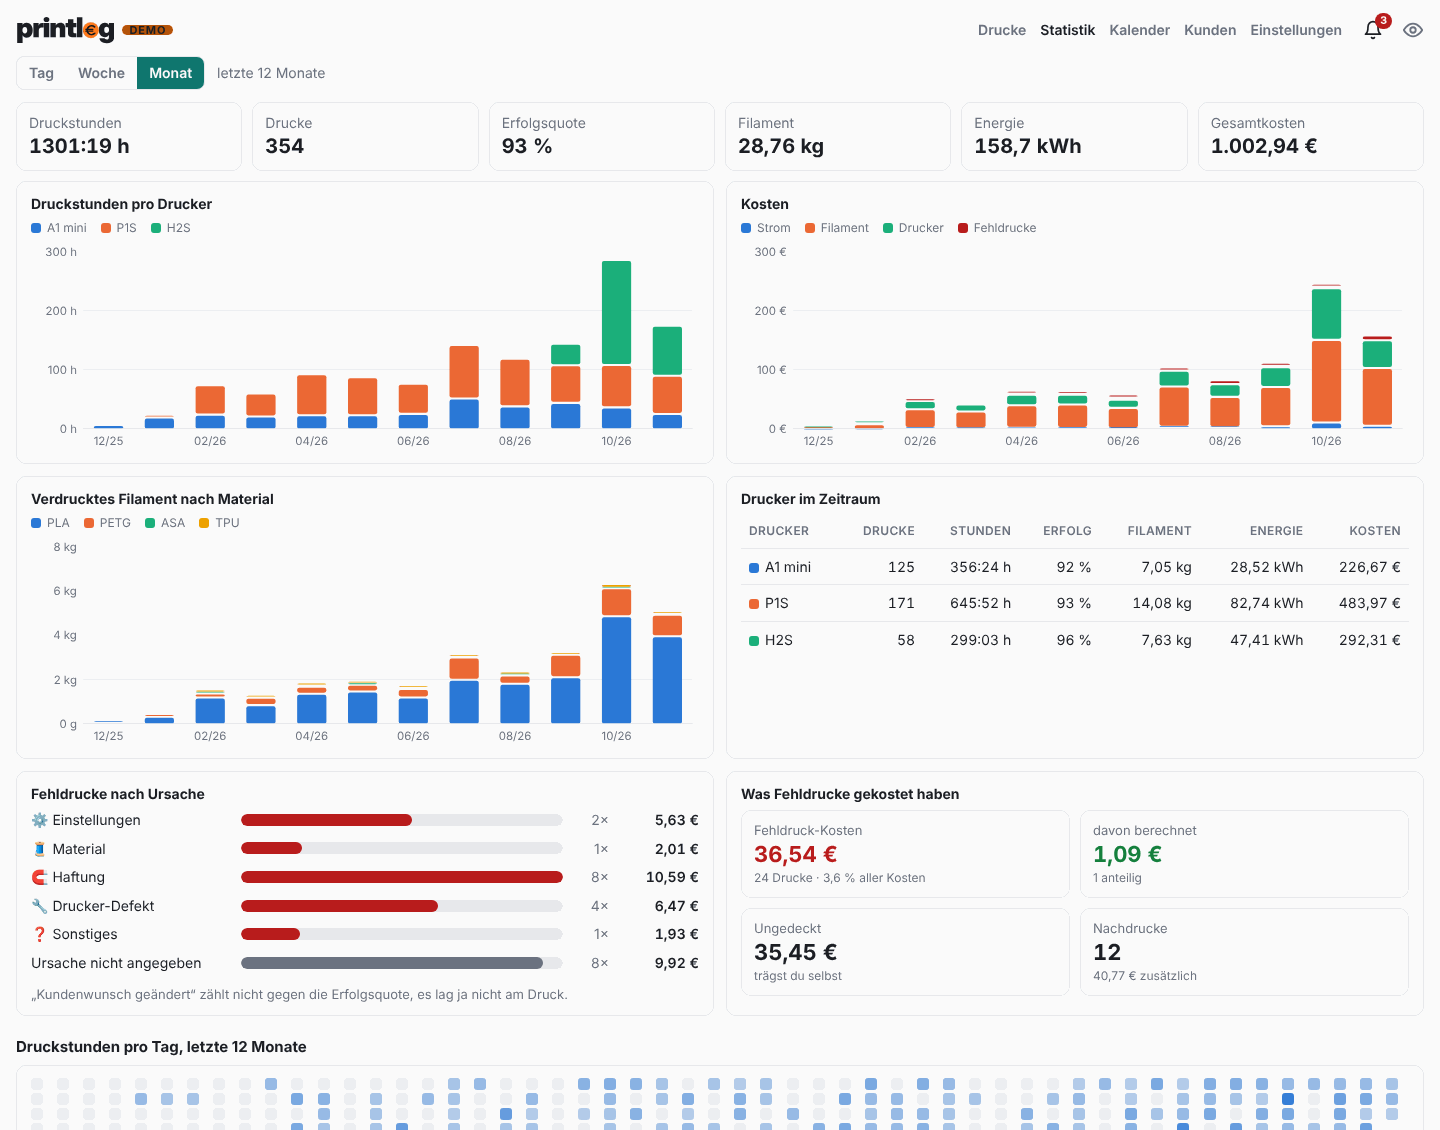 printl€g DEMO
Drucke Statistik Kalender Kunden Einstellungen 3
Tag Woche Monat letzte 12 Monate
Druckstunden
1301:19 h
Drucke
354
Erfolgsquote
93 %
Filament
28,76 kg
Energie
158,7 kWh
Gesamtkosten
1.002,94 €
Druckstunden pro Drucker
A1 mini P1S H2S
300 h
200 h
100 h
0 h
12/25 02/26 04/26 06/26 08/26 10/26
Kosten
Strom Filament Drucker Fehldrucke
300 €
200 €
100 €
0 €
12/25 02/26 04/26 06/26 08/26 10/26
Verdrucktes Filament nach Material
PLA PETG ASA TPU
8 kg
6 kg
4 kg
2 kg
0 g
12/25 02/26 04/26 06/26 08/26 10/26
Drucker im Zeitraum
DRUCKER DRUCKE STUNDEN ERFOLG FILAMENT ENERGIE KOSTEN
A1 mini 125 356:24 h 92 % 7,05 kg 28,52 kWh 226,67 €
P1S 171 645:52 h 93 % 14,08 kg 82,74 kWh 483,97 €
H2S 58 299:03 h 96 % 7,63 kg 47,41 kWh 292,31 €
Fehldrucke nach Ursache
Einstellungen 2× 5,63 €
Material 1× 2,01 €
Haftung 8× 10,59 €
Drucker-Defekt 4× 6,47 €
❓ Sonstiges 1× 1,93 €
Ursache nicht angegeben 8× 9,92 €
„Kundenwunsch geändert“ zählt nicht gegen die Erfolgsquote, es lag ja nicht am Druck.
Was Fehldrucke gekostet haben
Fehldruck-Kosten
36,54 €
24 Drucke · 3,6 % aller Kosten
davon berechnet
1,09 €
1 anteilig
Ungedeckt
35,45 €
trägst du selbst
Nachdrucke
12
40,77 € zusätzlich
Druckstunden pro Tag, letzte 12 Monate